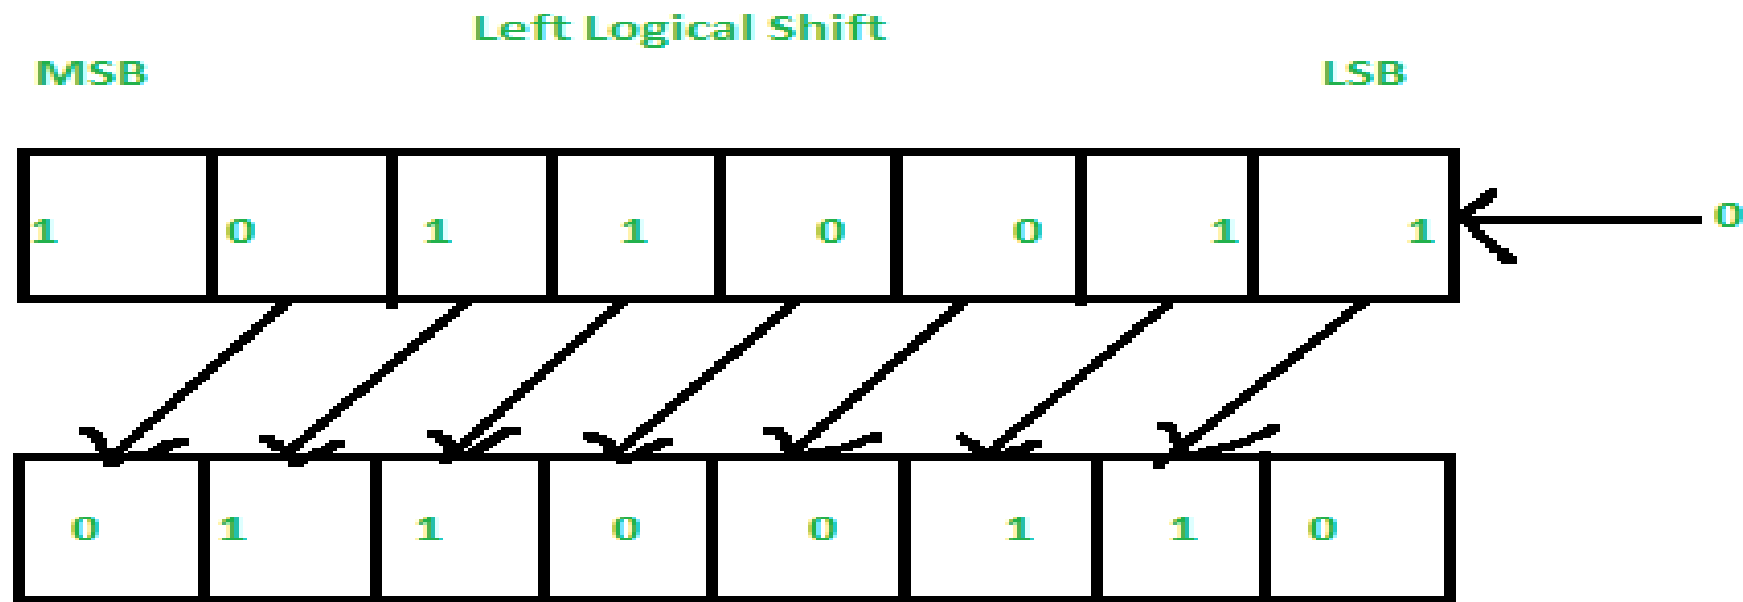 Left Logical Shift
MSB LSB
1 0 1 1 0 0 1 1 0
0 1 1 0 0 1 1 0